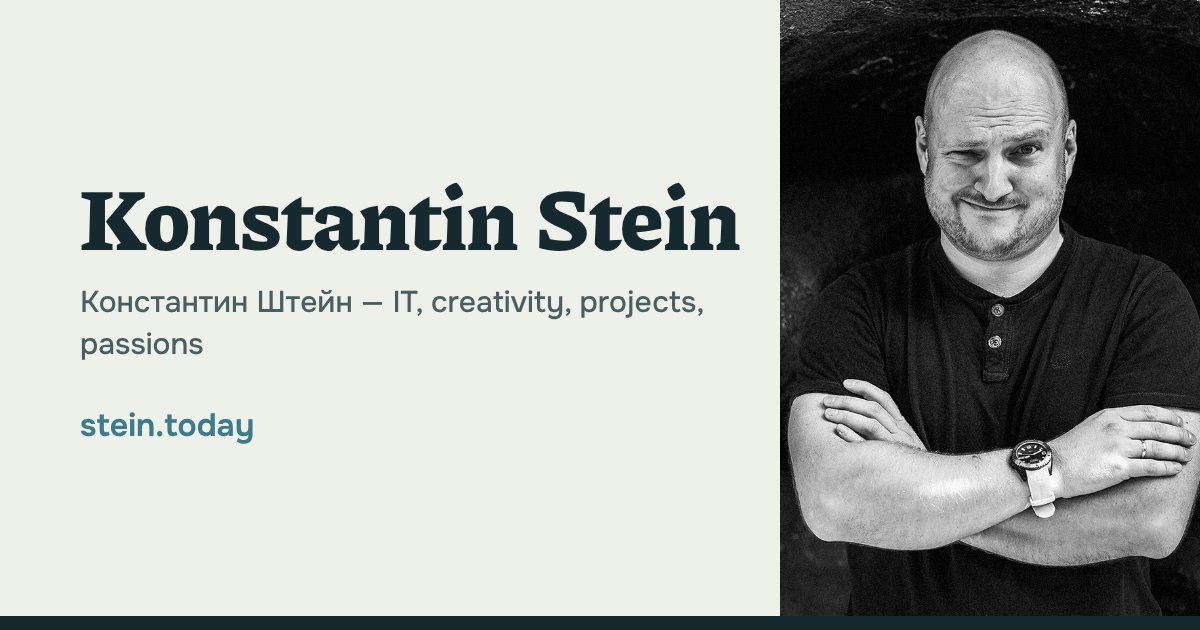 Konstantin Stein
Константин Штейн — IT, creativity, projects,
passions
stein.today